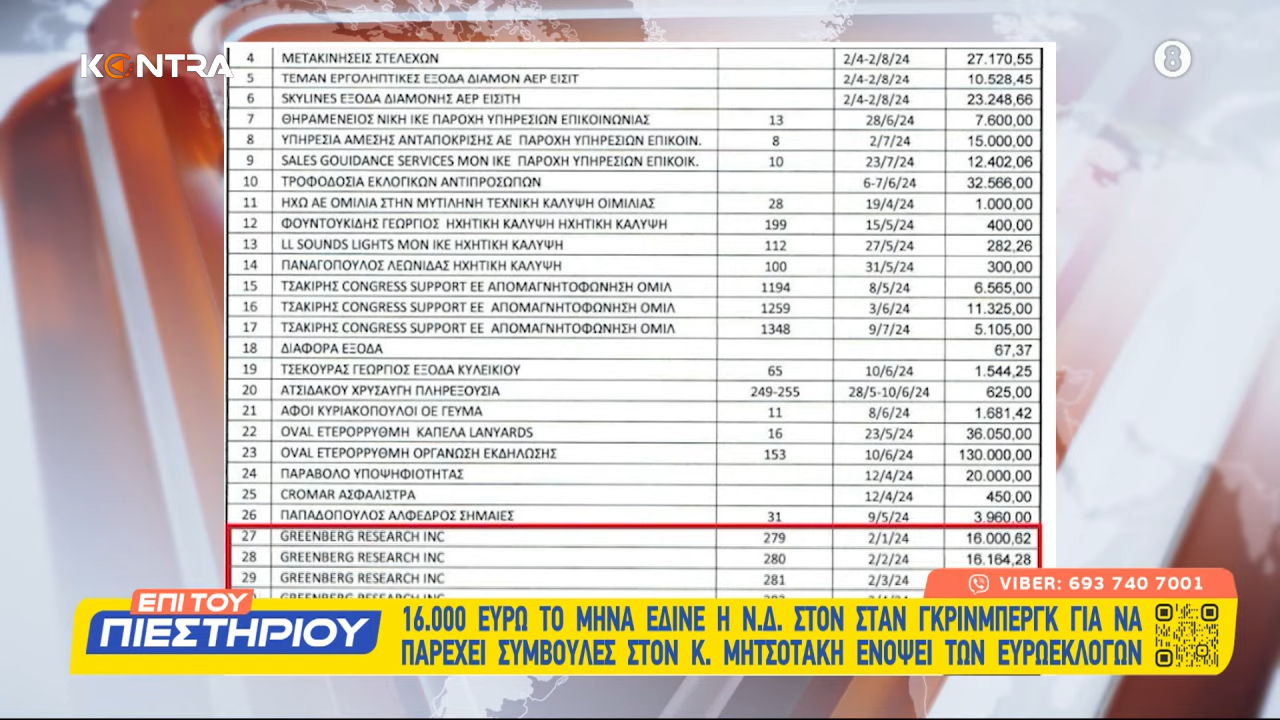 KONTRA
8
4 ΜΕΤΑΚΙΝΗΣΕΙΣ ΣΤΕΛΕΧΩΝ 2/4-2/8/24 27.170,55
5 ΤΕΜΑΝ ΕΡΓΟΛΗΠΤΙΚΕΣ ΕΞΟΔΑ ΔΙΑΜΟΝ ΑΕΡ ΕΙΣΙΤ 2/4-2/8/24 10.528,45
6 SKYLINES ΕΞΟΔΑ ΔΙΑΜΟΝΗΣ ΑΕΡ ΕΙΣΙΤΗ 2/4-2/8/24 23.248,66
7 ΘΗΡΑΜΕΝΕΙΟΣ ΝΙΚΗ ΙΚΕ ΠΑΡΟΧΗ ΥΠΗΡΕΣΙΩΝ ΕΠΙΚΟΙΝΩΝΙΑΣ 13 28/6/24 7.600,00
8 ΥΠΗΡΕΣΙΑ ΑΜΕΣΗΣ ΑΝΤΑΠΟΚΡΙΣΗΣ ΑΕ ΠΑΡΟΧΗ ΥΠΗΡΕΣΙΩΝ ΕΠΙΚΟΙΝ. 8 2/7/24 15.000,00
9 SALES GOUIDANCE SERVICES ΜΟΝ ΙΚΕ ΠΑΡΟΧΗ ΥΠΗΡΕΣΙΩΝ ΕΠΙΚΟΙΚ. 10 23/7/24 12.402,06
10 ΤΡΟΦΟΔΟΣΙΑ ΕΚΛΟΓΙΚΩΝ ΑΝΤΙΠΡΟΣΩΠΩΝ 6-7/6/24 32.566,00
11 ΗΧΩ ΑΕ ΟΜΙΛΙΑ ΣΤΗΝ ΜΥΤΙΛΗΝΗ ΤΕΧΝΙΚΗ ΚΑΛΥΨΗ ΟΙΜΙΛΙΑΣ 28 19/4/24 1.000,00
12 ΦΟΥΝΤΟΥΚΙΔΗΣ ΓΕΩΡΓΙΟΣ ΗΧΗΤΙΚΗ ΚΑΛΥΨΗ ΗΧΗΤΙΚΗ ΚΑΛΥΨΗ 199 15/5/24 400,00
13 LL SOUNDS LIGHTS ΜΟΝ ΙΚΕ ΗΧΗΤΙΚΗ ΚΑΛΥΨΗ 112 27/5/24 282,26
14 ΠΑΝΑΓΟΠΟΥΛΟΣ ΛΕΩΝΙΔΑΣ ΗΧΗΤΙΚΗ ΚΑΛΥΨΗ 100 31/5/24 300,00
15 ΤΣΑΚΙΡΗΣ CONGRESS SUPPORT ΕΕ ΑΠΟΜΑΓΝΗΤΟΦΩΝΗΣΗ ΟΜΙΛ 1194 8/5/24 6.565,00
16 ΤΣΑΚΙΡΗΣ CONGRESS SUPPORT ΕΕ ΑΠΟΜΑΓΝΗΤΟΦΩΝΗΣΗ ΟΜΙΛ 1259 3/6/24 11.325,00
17 ΤΣΑΚΙΡΗΣ CONGRESS SUPPORT ΕΕ ΑΠΟΜΑΓΝΗΤΟΦΩΝΗΣΗ ΟΜΙΛ 1348 9/7/24 5.105,00
18 ΔΙΑΦΟΡΑ ΕΞΟΔΑ 67,37
19 ΤΣΕΚΟΥΡΑΣ ΓΕΩΡΓΙΟΣ ΕΞΟΔΑ ΚΥΛΕΙΚΙΟΥ 65 10/6/24 1.544,25
20 ΑΤΣΙΔΑΚΟΥ ΧΡΥΣΑΥΓΗ ΠΛΗΡΕΞΟΥΣΙΑ 249-255 28/5-10/6/24 625,00
21 ΑΦΟΙ ΚΥΡΙΑΚΟΠΟΥΛΟΙ ΟΕ ΓΕΥΜΑ 11 8/6/24 1.681,42
22 OVAL ΕΤΕΡΟΡΡΥΘΜΗ ΚΑΠΕΛΑ LANYARDS 16 23/5/24 36.050,00
23 OVAL ΕΤΕΡΟΡΡΥΘΜΗ ΟΡΓΑΝΩΣΗ ΕΚΔΗΛΩΣΗΣ 153 10/6/24 130.000,00
24 ΠΑΡΑΒΟΛΟ ΥΠΟΨΗΦΙΟΤΗΤΑΣ 12/4/24 20.000,00
25 CROMAR ΑΣΦΑΛΙΣΤΡΑ 12/4/24 450,00
26 ΠΑΠΑΔΟΠΟΥΛΟΣ ΑΛΦΕΔΡΟΣ ΣΗΜΑΙΕΣ 31 9/5/24 3.960,00
27 GREENBERG RESEARCH INC 279 2/1/24 16.000,62
28 GREENBERG RESEARCH INC 280 2/2/24 16.164,28
29 GREENBERG RESEARCH INC 281 2/3/24
GREENBERG RESEARCH INC
VIBER: 693 740 7001
ΕΠΙ ΤΟΥ
ΠΙΕΣΤΗΡΙΟΥ
16.000 ΕΥΡΩ ΤΟ ΜΗΝΑ ΕΔΙΝΕ Η Ν.Δ. ΣΤΟΝ ΣΤΑΝ ΓΚΡΙΝΜΠΕΡΓΚ ΓΙΑ ΝΑ
ΠΑΡΕΧΕΙ ΣΥΜΒΟΥΛΕΣ ΣΤΟΝ Κ. ΜΗΤΣΟΤΑΚΗ ΕΝΟΨΕΙ ΤΩΝ ΕΥΡΩΕΚΛΟΓΩΝ